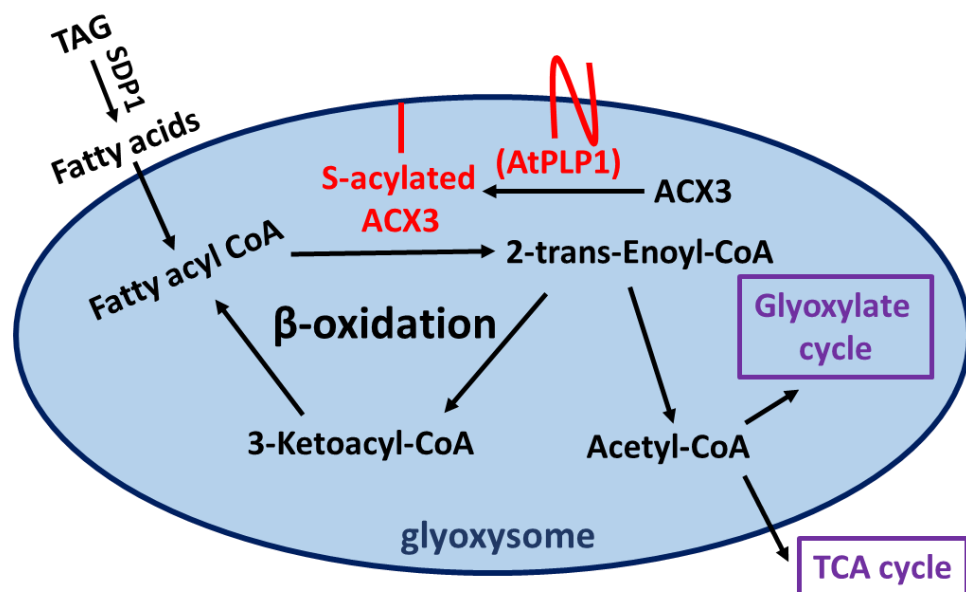 TAG
SDP1
Fatty acids
(AtPLP1)
S-acylated
ACX3
ACX3
Fatty acyl CoA
2-trans-Enoyl-CoA
β-oxidation
Glyoxylate
cycle
3-Ketoacyl-CoA
Acetyl-CoA
glyoxysome
TCA cycle